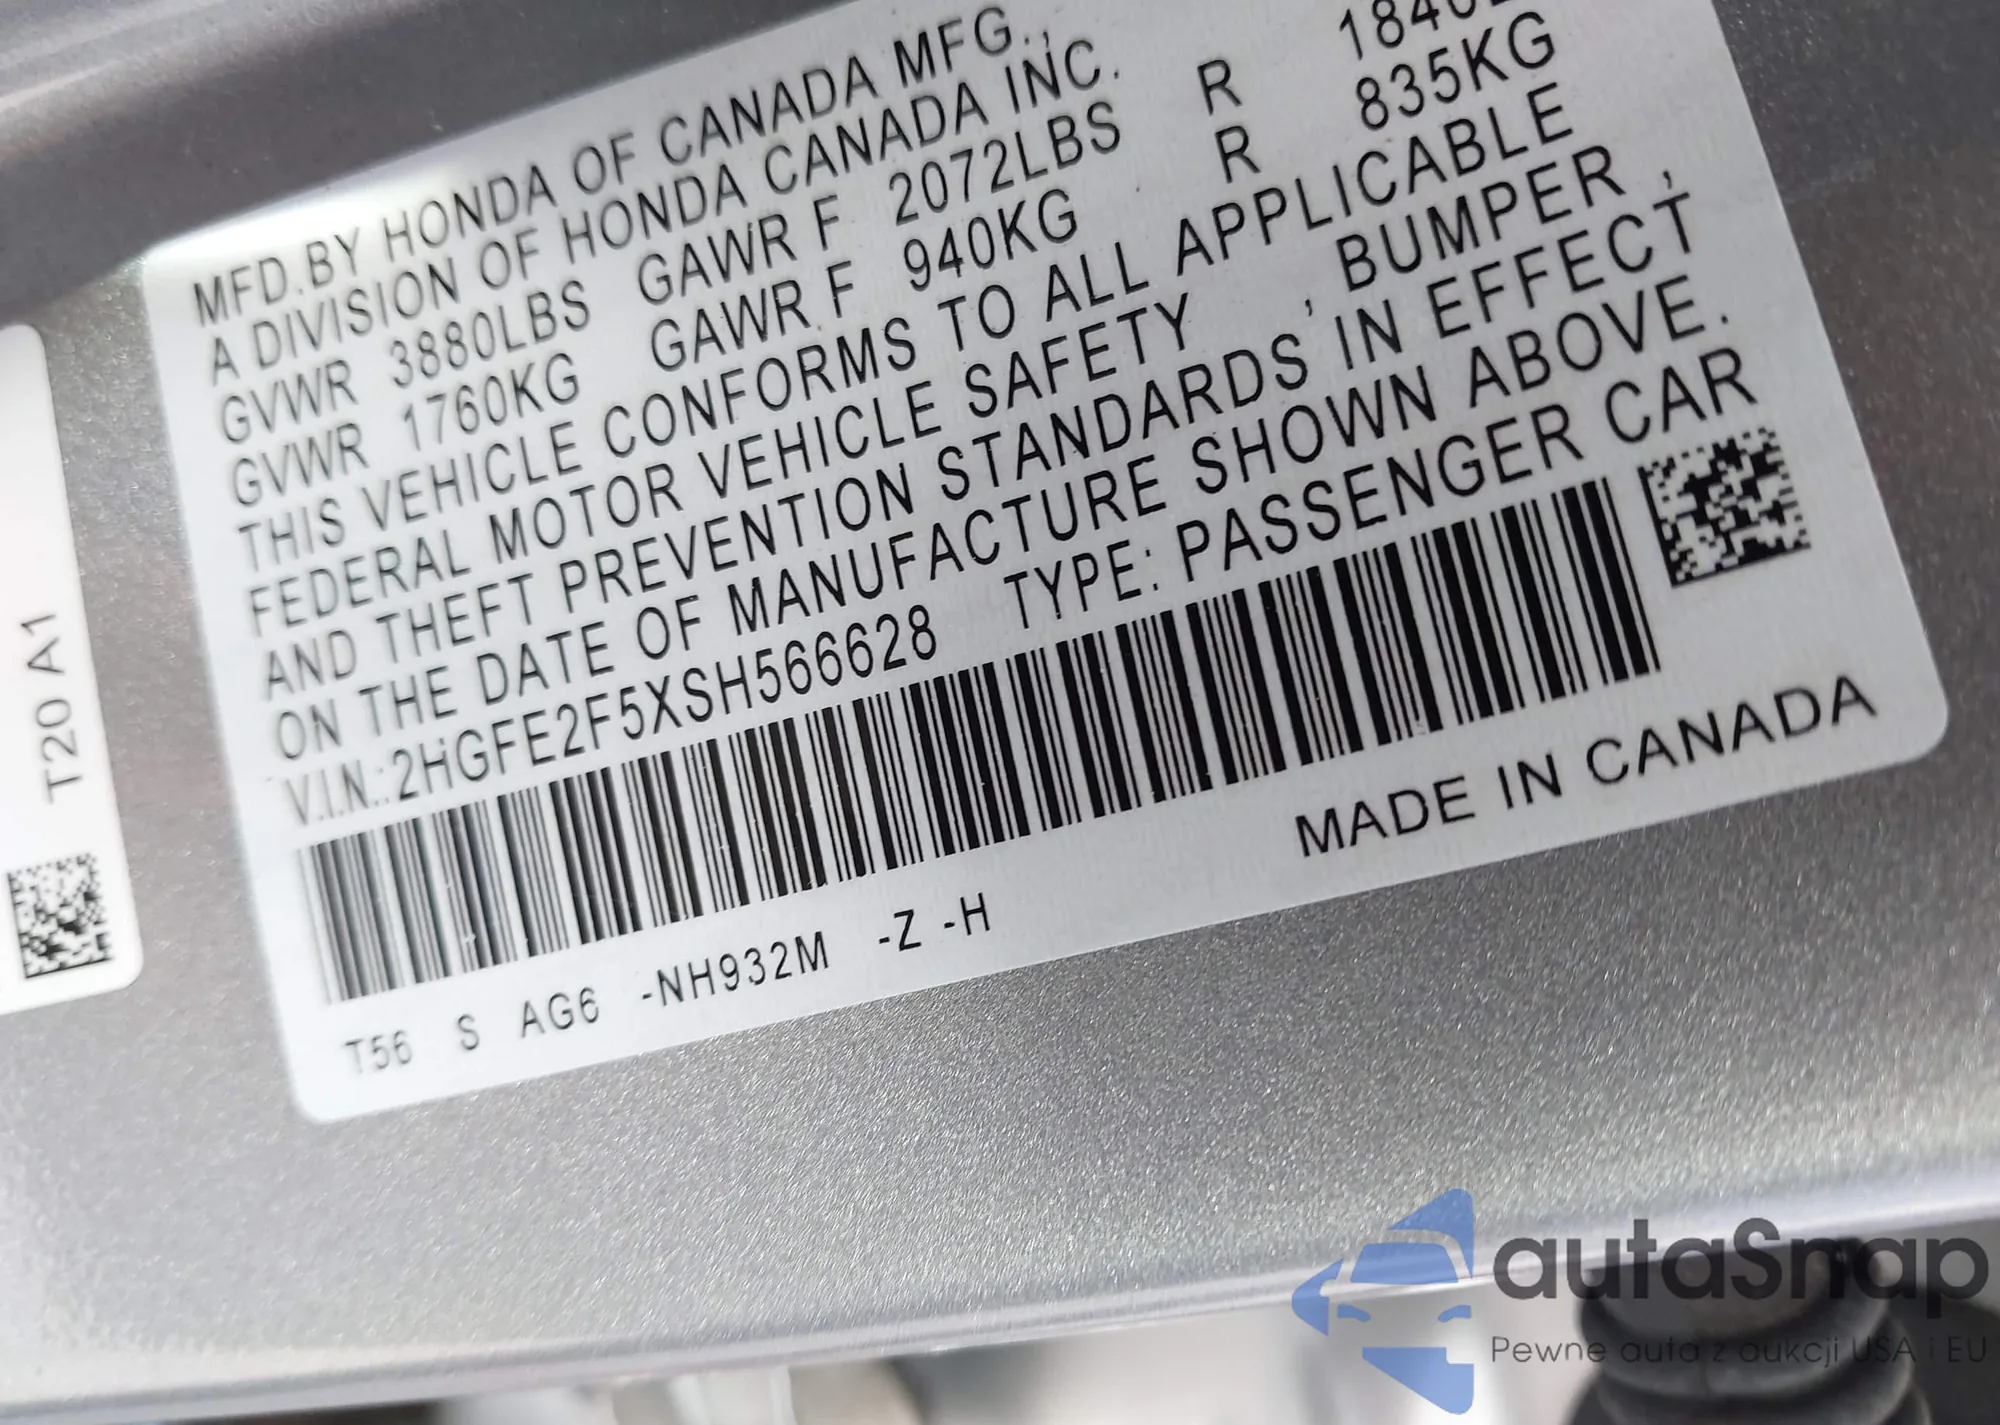 MFD.BY HONDA OF CANADA MFG.,
A DIVISION OF HONDA CANADA INC.
GVWR 3880LBS GAWR F 2072LBS R
GVWR 1760KG GAWR F 940KG R 835KG
THIS VEHICLE CONFORMS TO ALL APPLICABLE
FEDERAL MOTOR VEHICLE SAFETY , BUMPER ,
AND THEFT PREVENTION STANDARDS IN EFFECT
ON THE DATE OF MANUFACTURE SHOWN ABOVE.
V.I.N.:2HGFE2F5XSH566628 TYPE: PASSENGER CAR
MADE IN CANADA
T56 S AG6 -NH932M -Z -H
T20 A1
autaSnap
Pewne auta z aukcji USA i EU